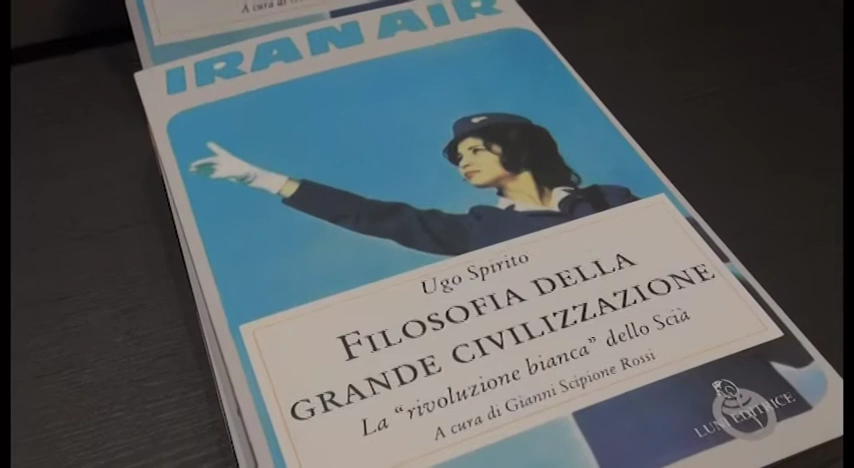 A cura di
IRAN AIR
Ugo Spirito
FILOSOFIA DELLA
GRANDE CIVILIZZAZIONE
La "rivoluzione bianca" dello Scià
A cura di Gianni Scipione Rossi
LUNI EDITRICE